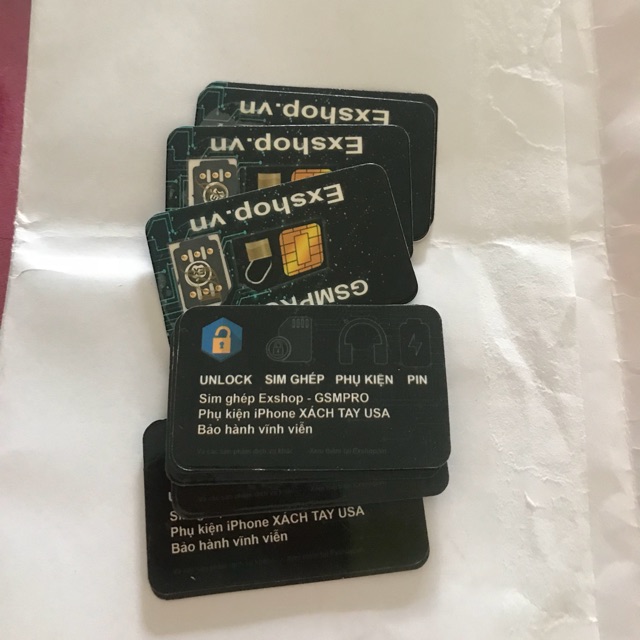 Exshop.vn
Exshop.vn
Exshop.vn
GSMPRO
UNLOCK SIM GHÉP PHỤ KIỆN PIN
Sim ghép Exshop - GSMPRO
Phụ kiện iPhone XÁCH TAY USA
Bảo hành vĩnh viễn
Phụ kiện iPhone XÁCH TAY USA
Bảo hành vĩnh viễn